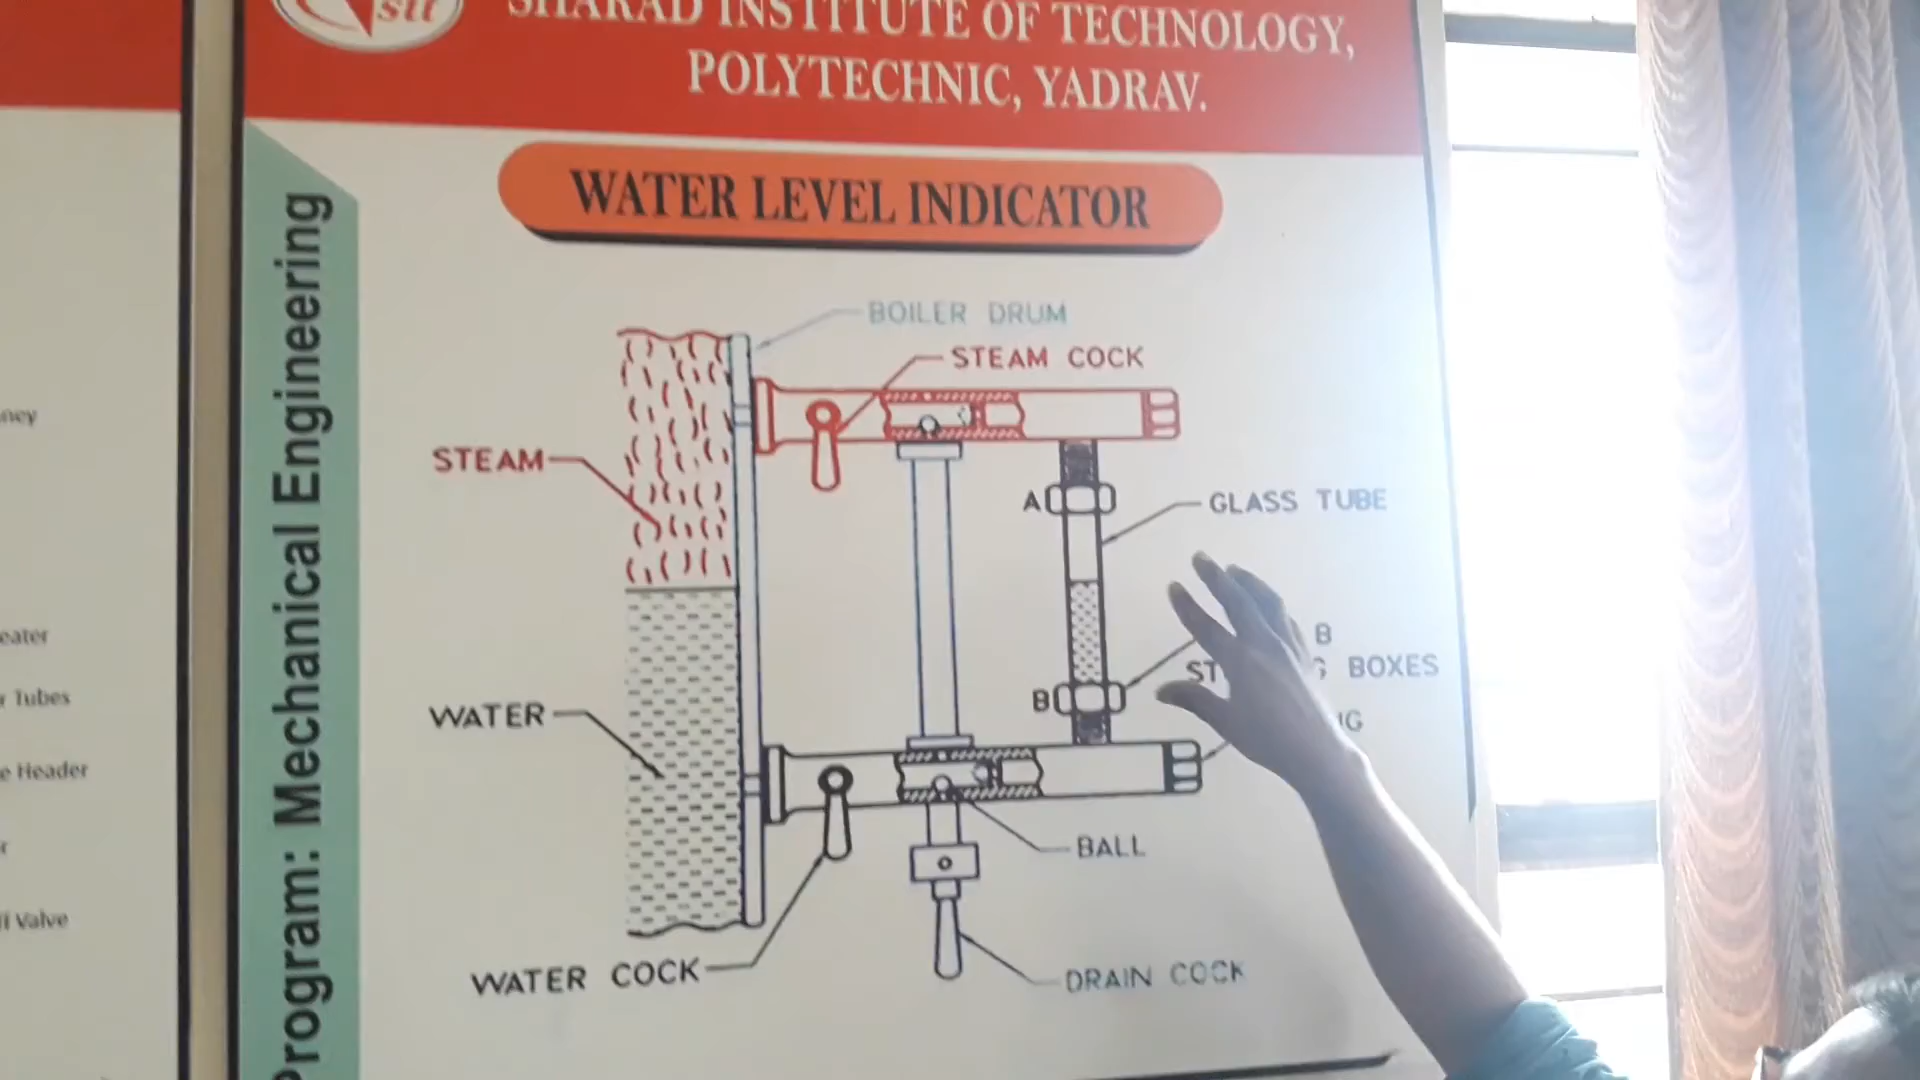 sit
SHARAD INSTITUTE OF TECHNOLOGY,
POLYTECHNIC, YADRAV.
WATER LEVEL INDICATOR
Program: Mechanical Engineering
BOILER DRUM
STEAM COCK
STEAM
A
GLASS TUBE
B
BOXES
B
WATER
BALL
WATER COCK
DRAIN COCK
Tubes
Header
Valve